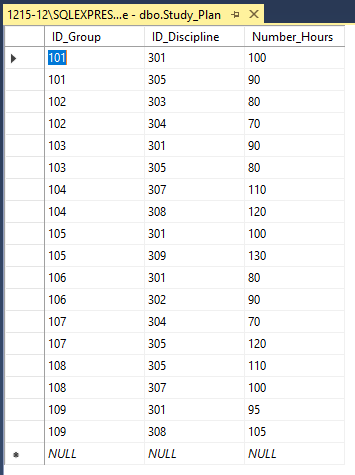 1215-12\SQLEXPRES...e - dbo.Study_Plan
ID_Group ID_Discipline Number_Hours
101 301 100
101 305 90
102 303 80
102 304 70
103 301 90
103 305 80
104 307 110
104 308 120
105 301 100
105 309 130
106 301 80
106 302 90
107 304 70
107 305 120
108 305 110
108 307 100
109 301 95
109 308 105
NULL NULL NULL